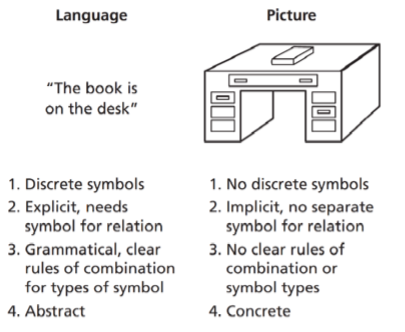 Language
"The book is
on the desk"
1. Discrete symbols
2. Explicit, needs
symbol for relation
3. Grammatical, clear
rules of combination
for types of symbol
4. Abstract
Picture
1. No discrete symbols
2. Implicit, no separate
symbol for relation
3. No clear rules of
combination or
symbol types
4. Concrete